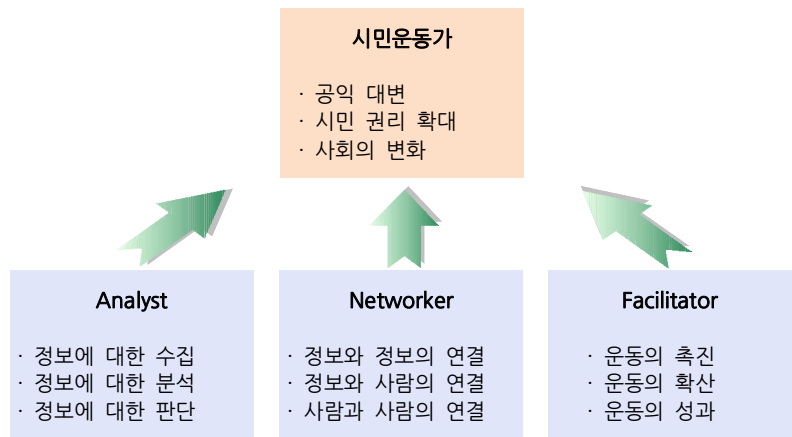 시민운동가
· 공익 대변
· 시민 권리 확대
· 사회의 변화
Analyst
· 정보에 대한 수집
· 정보에 대한 분석
· 정보에 대한 판단
Networker
· 정보와 정보의 연결
· 정보와 사람의 연결
· 사람과 사람의 연결
Facilitator
· 운동의 촉진
· 운동의 확산
· 운동의 성과